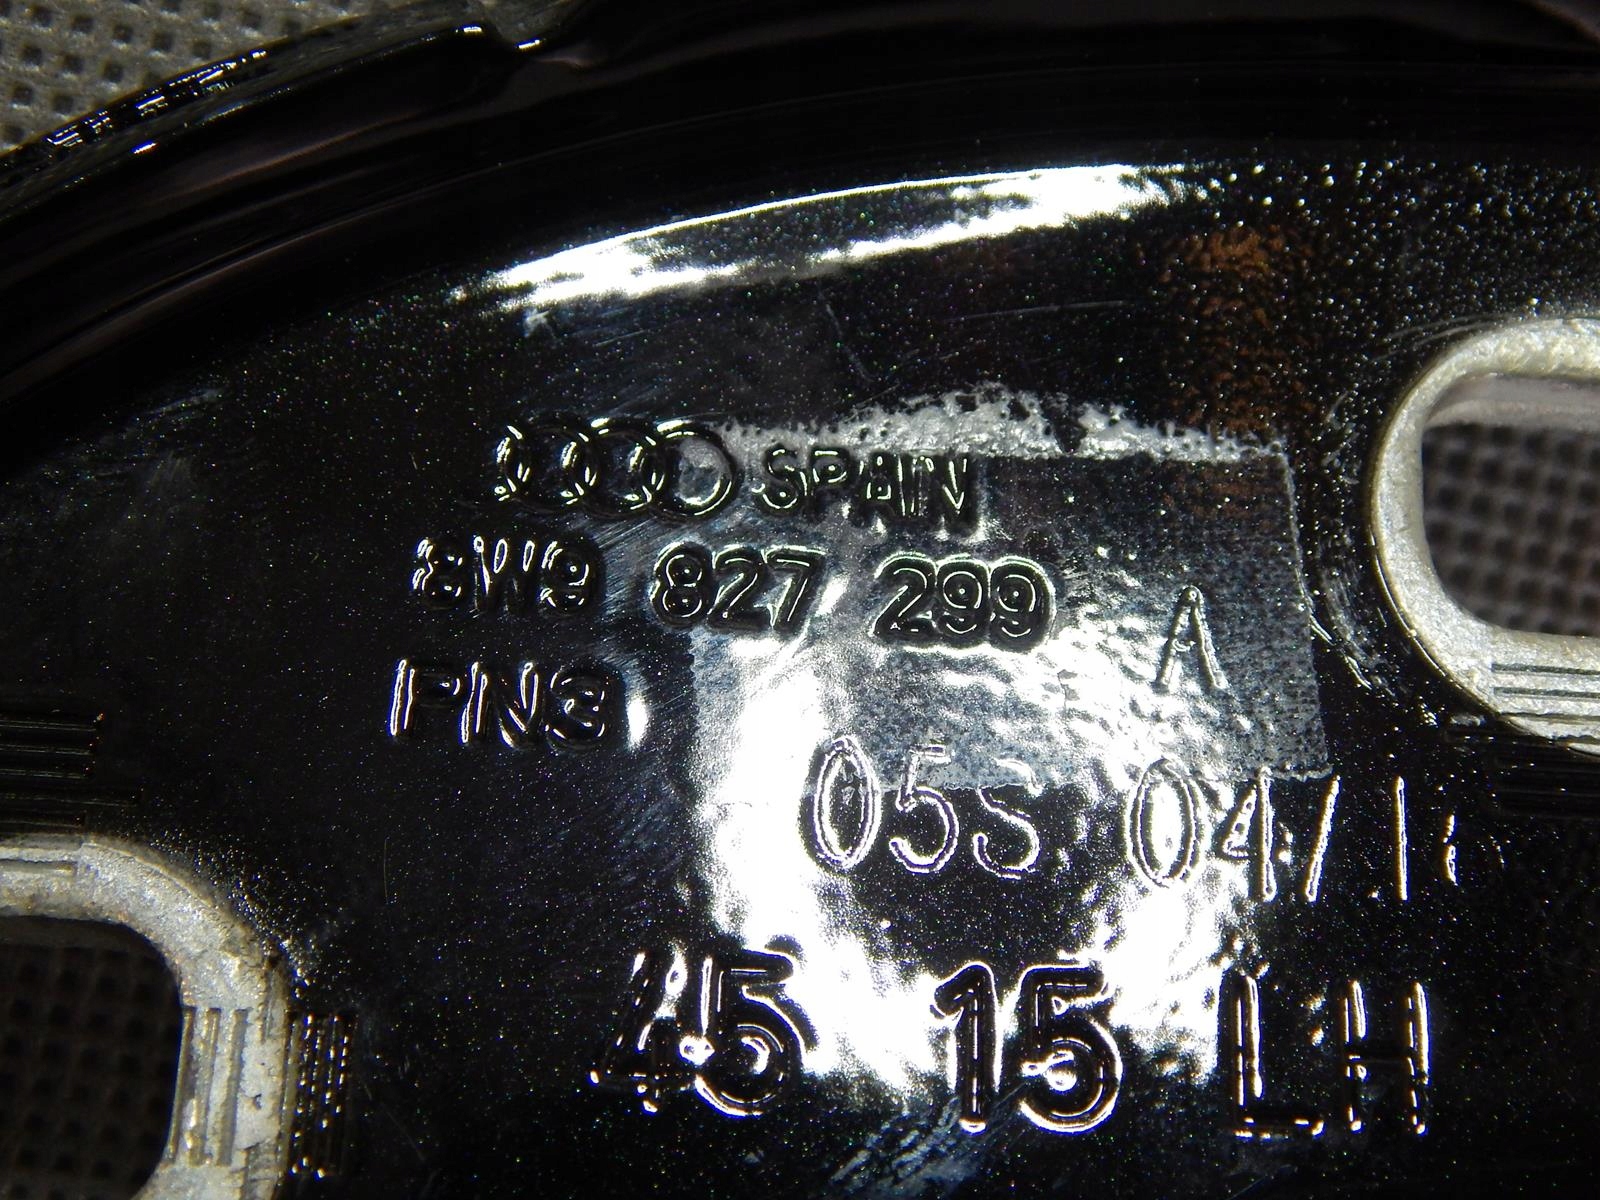 SPAIN
8W9 827 299 A
PN3
05S 04/1
45 15 LH